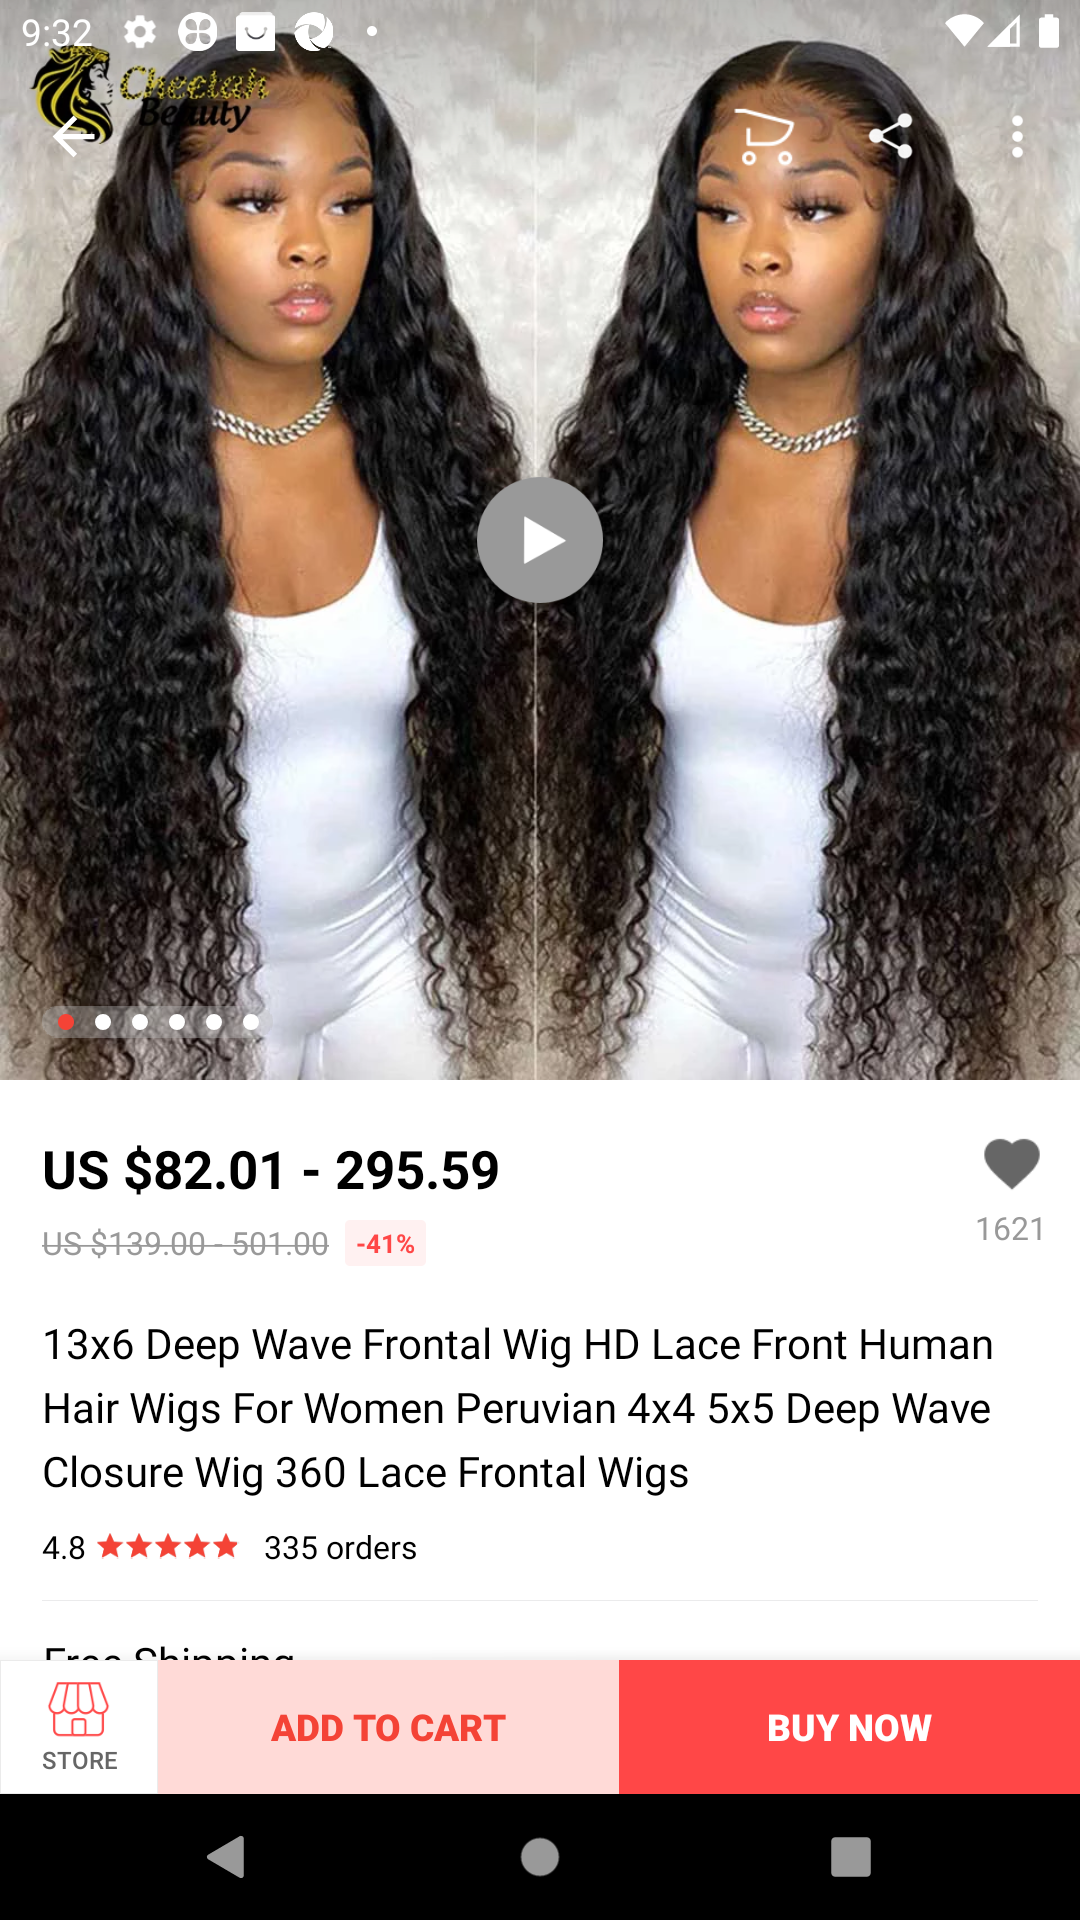 9:32
Cheetah
Beauty
US $82.01 - 295.59
1621
US $139.00 - 501.00 -41%
13x6 Deep Wave Frontal Wig HD Lace Front Human
Hair Wigs For Women Peruvian 4x4 5x5 Deep Wave
Closure Wig 360 Lace Frontal Wigs
4.8 335 orders
Free Shipping
STORE
ADD TO CART
BUY NOW